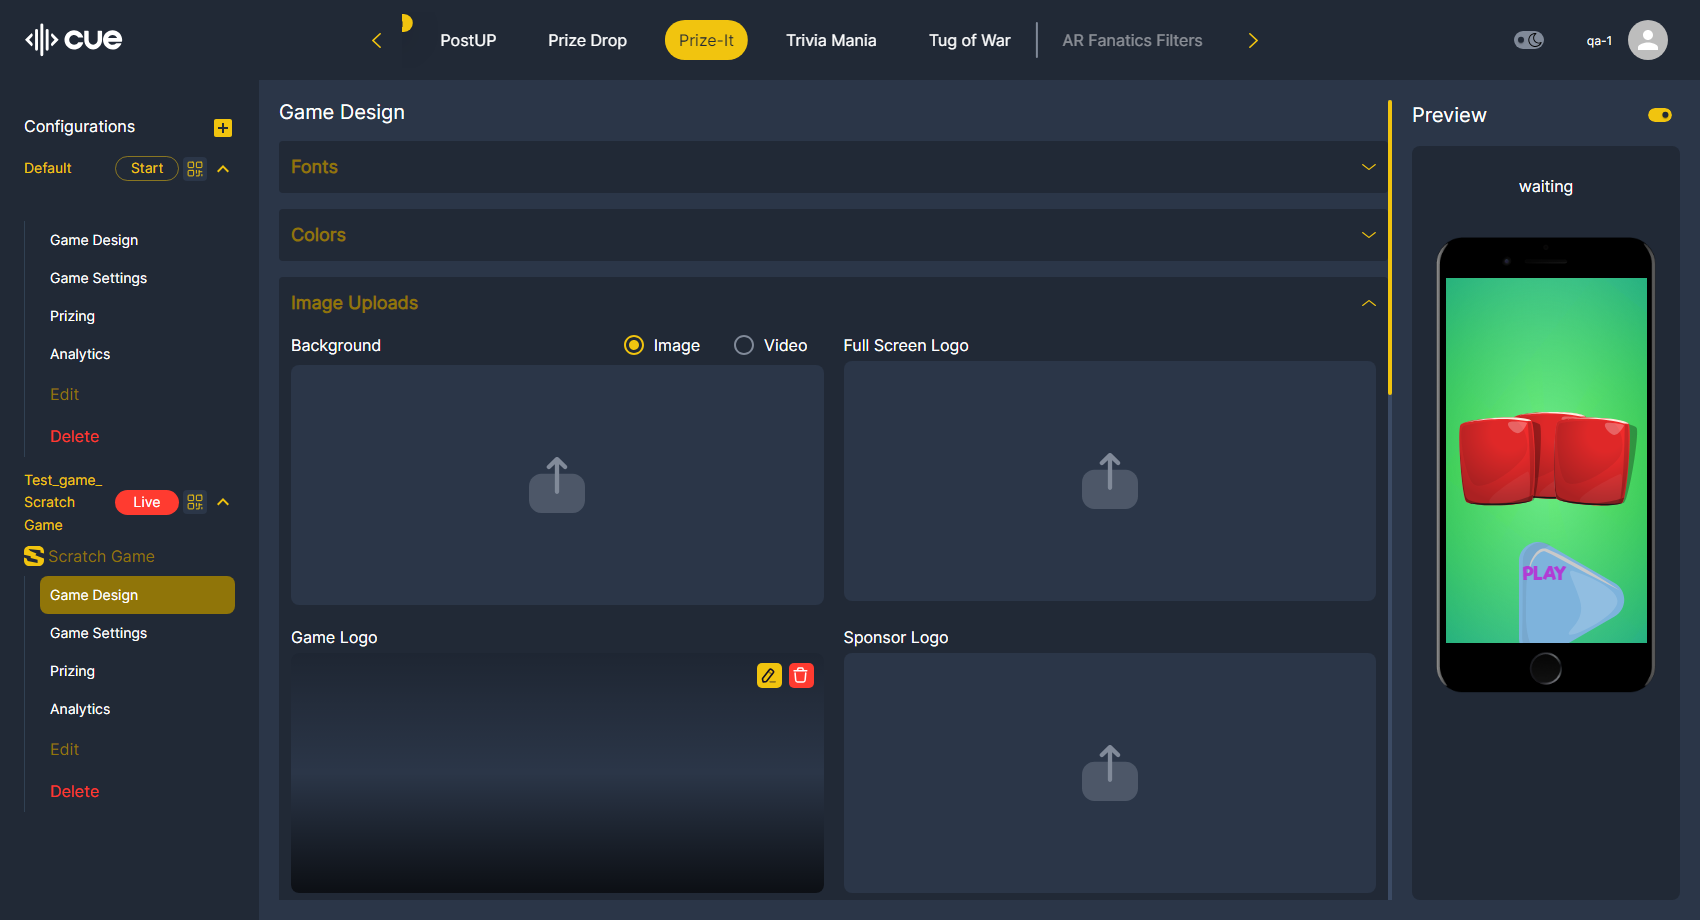 cue
PostUP
Prize Drop
Prize-It
Trivia Mania
Tug of War
AR Fanatics Filters
qa-1
Configurations
Default
Start
Game Design
Game Settings
Prizing
Analytics
Edit
Delete
Test_game_
Scratch
Game
Live
Scratch Game
Game Design
Game Settings
Prizing
Analytics
Edit
Delete
Game Design
Fonts
Colors
Image Uploads
Background
Image
Video
Full Screen Logo
Game Logo
Sponsor Logo
Preview
waiting
PLAY